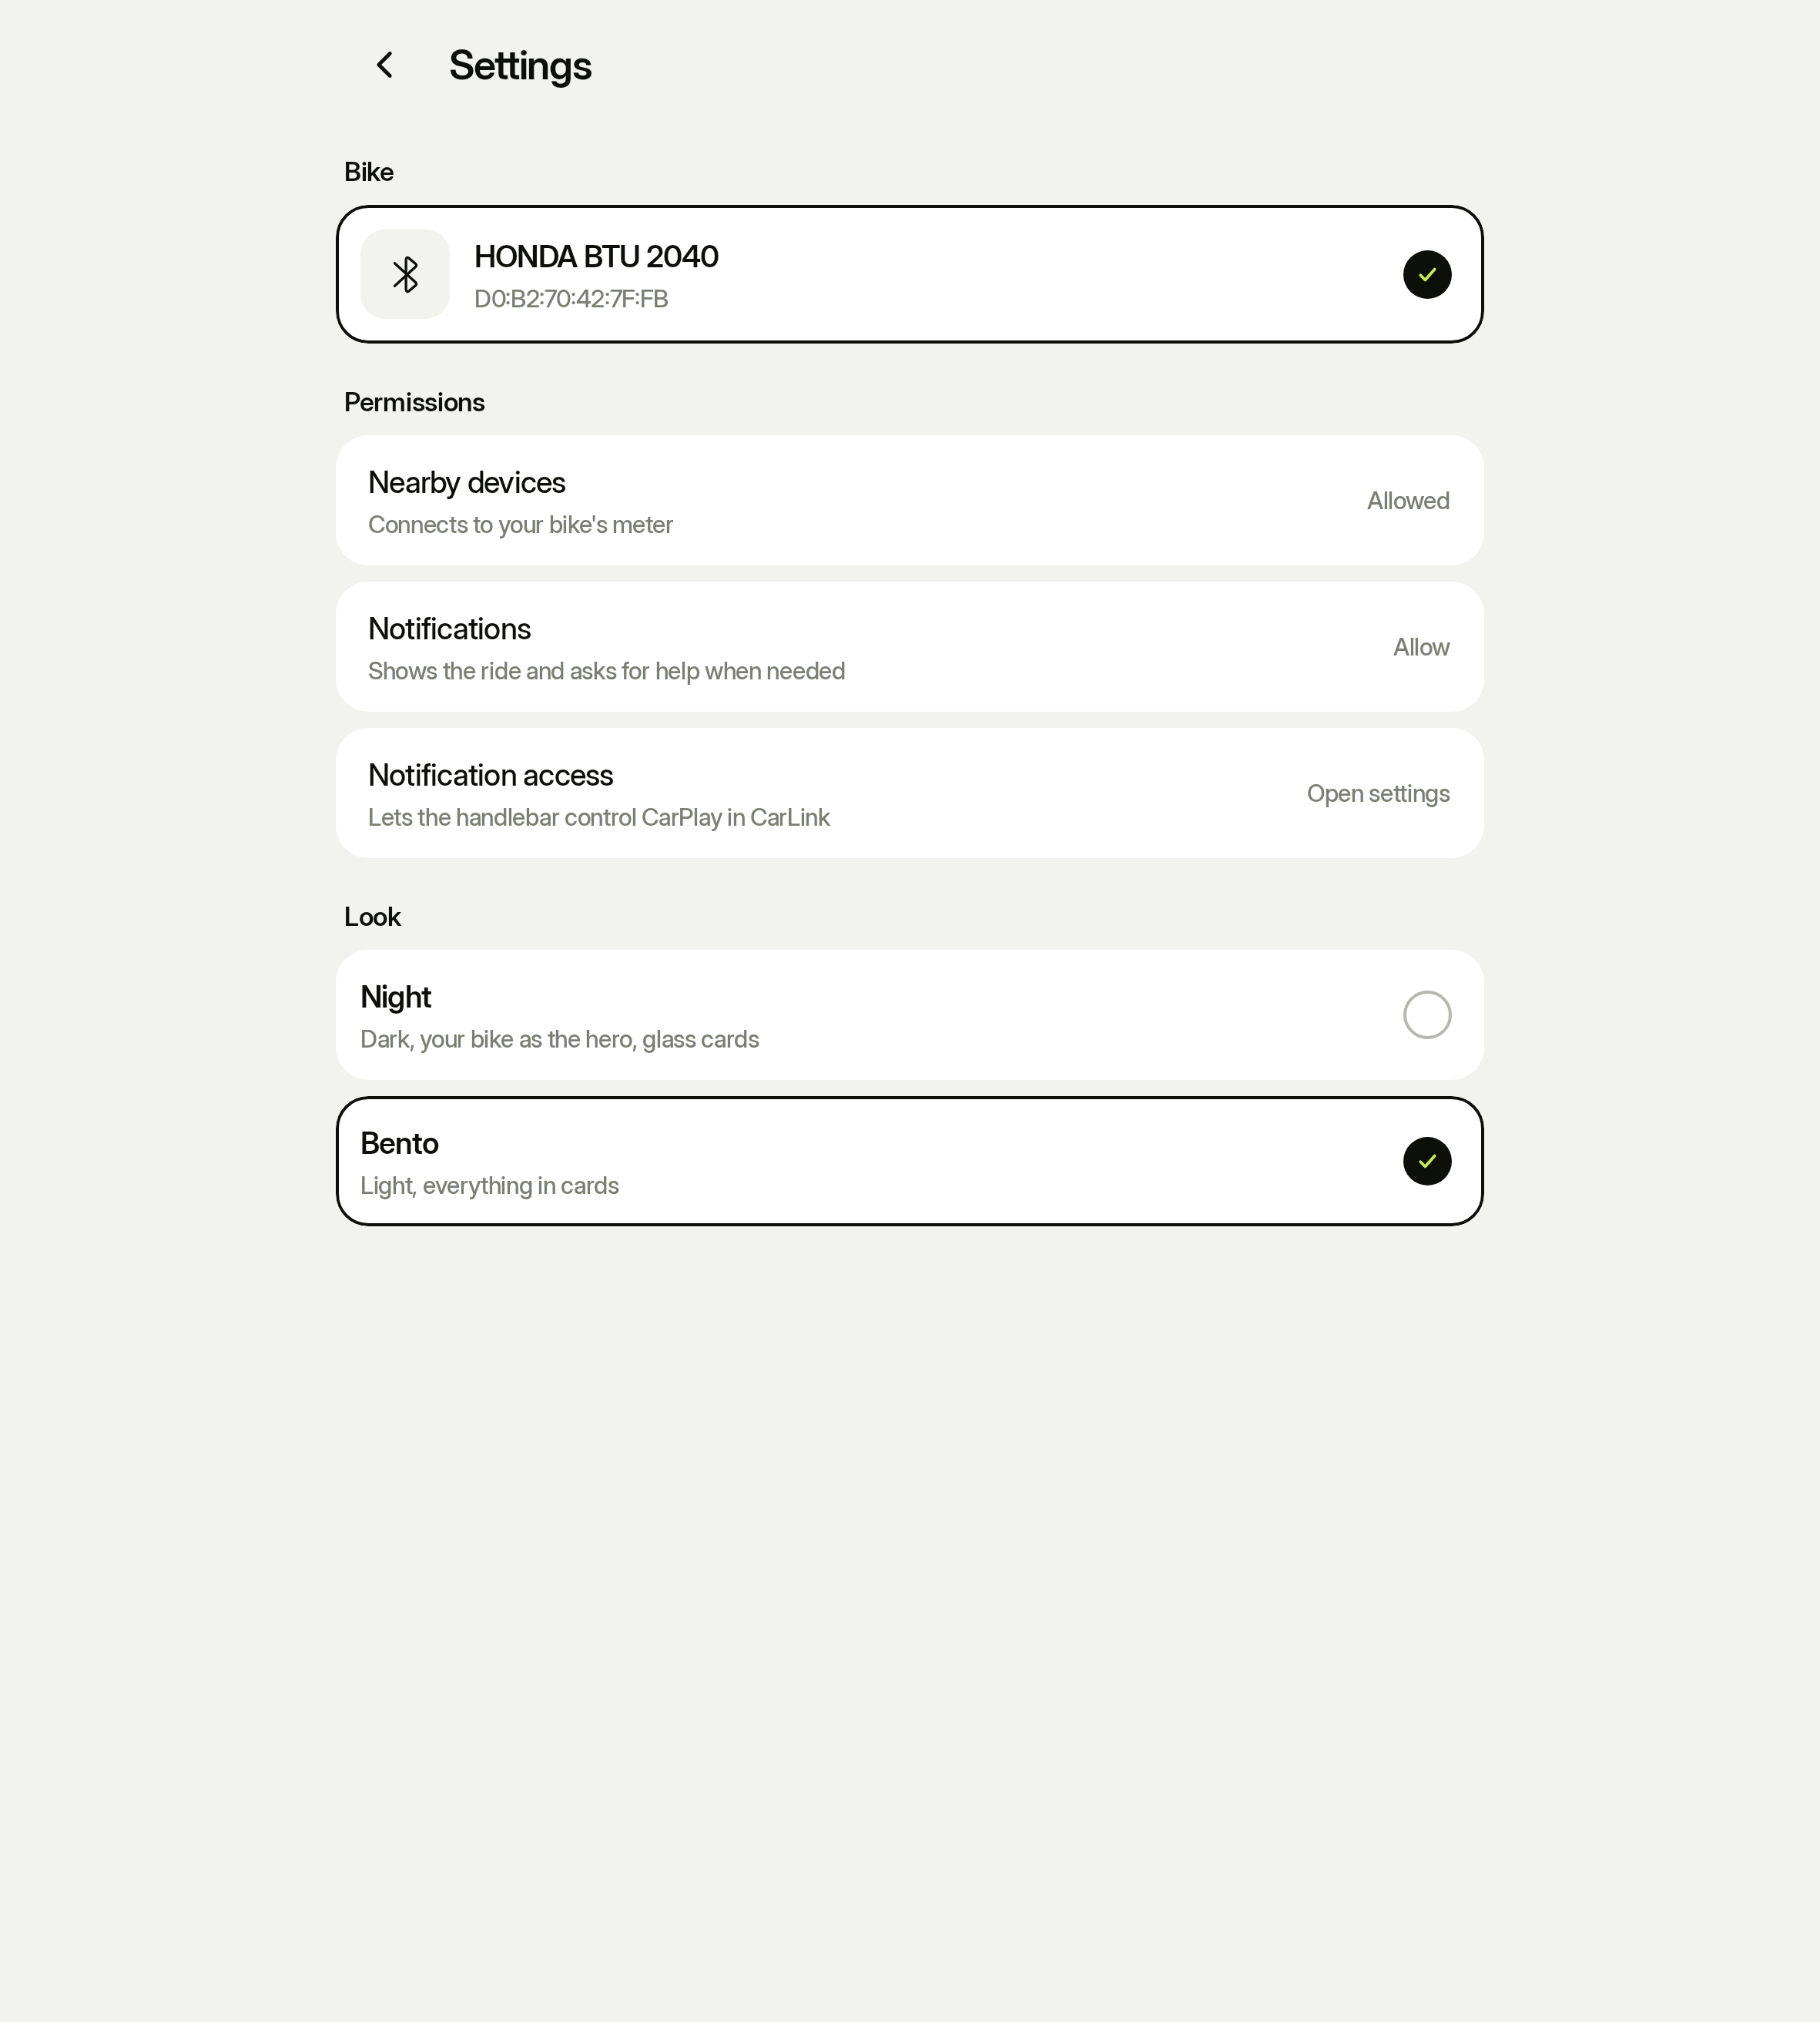 Settings
Bike
HONDA BTU 2040
D0:B2:70:42:7F:FB
Permissions
Nearby devices
Connects to your bike's meter
Allowed
Notifications
Shows the ride and asks for help when needed
Allow
Notification access
Lets the handlebar control CarPlay in CarLink
Open settings
Look
Night
Dark, your bike as the hero, glass cards
Bento
Light, everything in cards